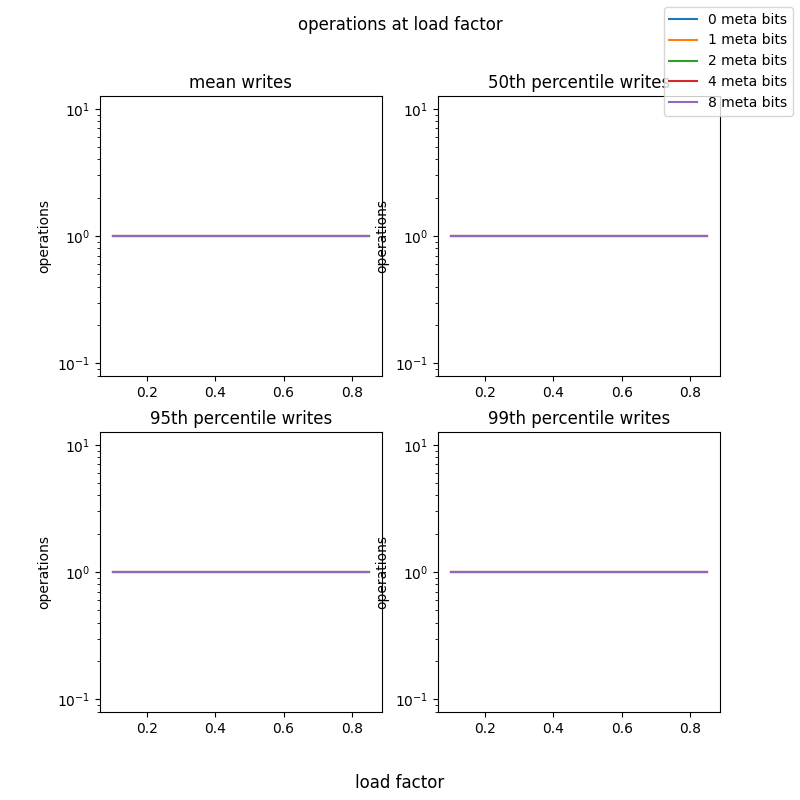 operations at load factor
0 meta bits
1 meta bits
2 meta bits
4 meta bits
8 meta bits
mean writes
operations
10¹
10⁰
10⁻¹
0.2 0.4 0.6 0.8
50th percentile writes
operations
10¹
10⁰
10⁻¹
0.2 0.4 0.6 0.8
95th percentile writes
operations
10¹
10⁰
10⁻¹
0.2 0.4 0.6 0.8
99th percentile writes
operations
10¹
10⁰
10⁻¹
0.2 0.4 0.6 0.8
load factor